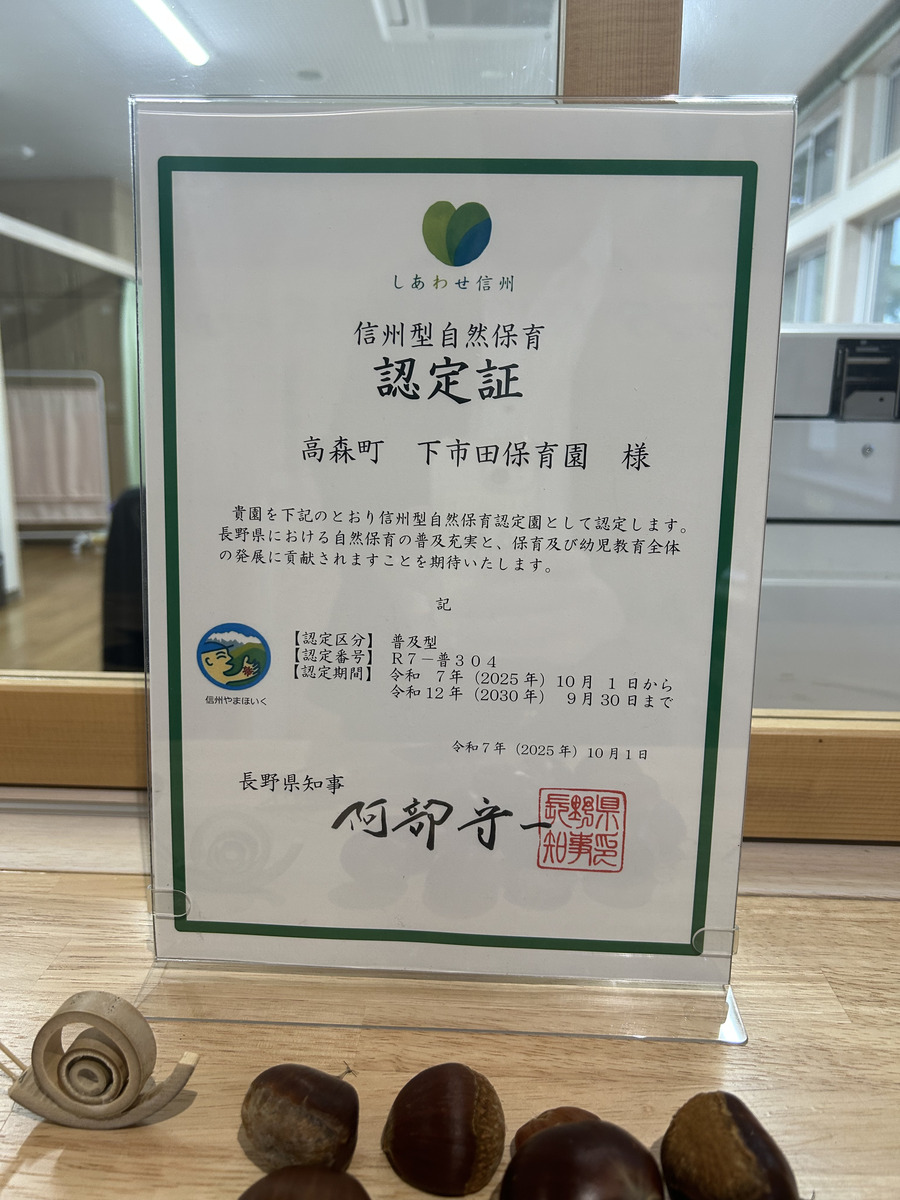 しあわせ信州
信州型自然保育
認定証
高森町　下市田保育園　様
貴園を下記のとおり信州型自然保育認定園として認定します。
長野県における自然保育の普及充実と、保育及び幼児教育全体
の発展に貢献されますことを期待いたします。
記
【認定区分】　普及型
【認定番号】　Ｒ７－普３０４
【認定期間】　令和　７年（2025年）10月　１日から
令和12年（2030年）　９月30日まで
信州やまほいく
令和７年（2025年）10月１日
長野県知事
阿部守一
長野県知事印